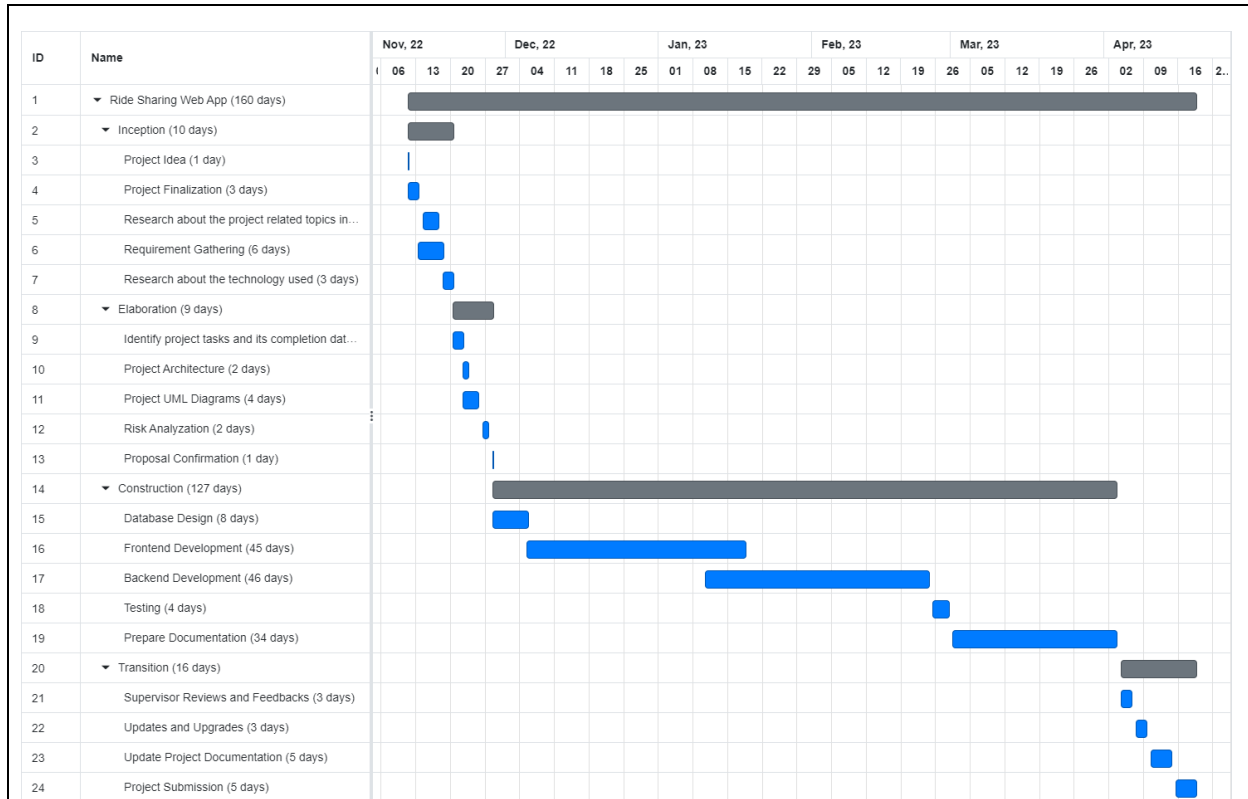 ID Name Nov, 22 Dec, 22 Jan, 23 Feb, 23 Mar, 23 Apr, 23
06 13 20 27 04 11 18 25 01 08 15 22 29 05 12 19 26 05 12 19 26 02 09 16 2..
1 Ride Sharing Web App (160 days)
2 Inception (10 days)
3 Project Idea (1 day)
4 Project Finalization (3 days)
5 Research about the project related topics in...
6 Requirement Gathering (6 days)
7 Research about the technology used (3 days)
8 Elaboration (9 days)
9 Identify project tasks and its completion dat...
10 Project Architecture (2 days)
11 Project UML Diagrams (4 days)
12 Risk Analyzation (2 days)
13 Proposal Confirmation (1 day)
14 Construction (127 days)
15 Database Design (8 days)
16 Frontend Development (45 days)
17 Backend Development (46 days)
18 Testing (4 days)
19 Prepare Documentation (34 days)
20 Transition (16 days)
21 Supervisor Reviews and Feedbacks (3 days)
22 Updates and Upgrades (3 days)
23 Update Project Documentation (5 days)
24 Project Submission (5 days)